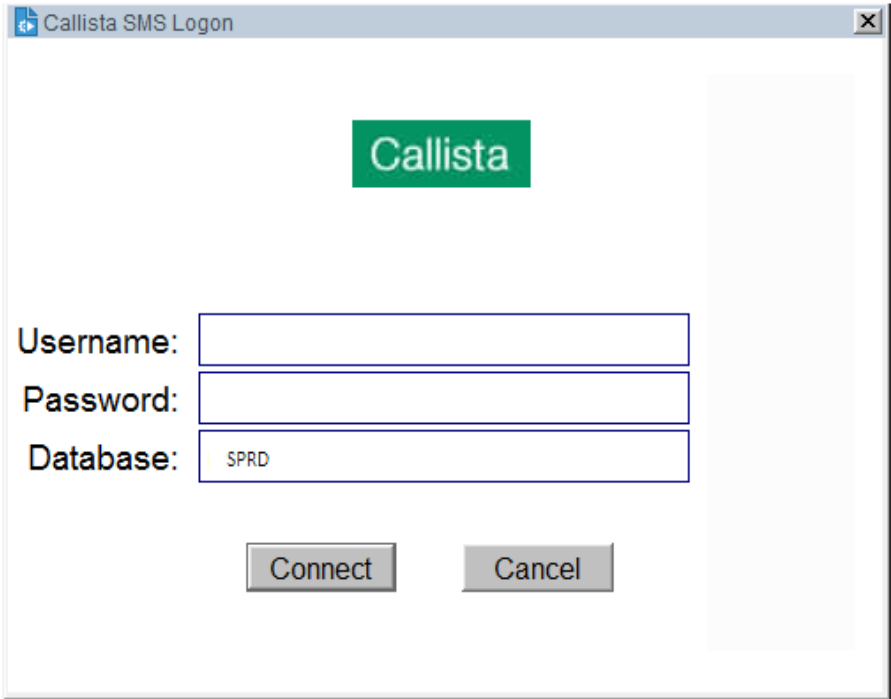 Callista SMS Logon
Callista
Username:
Password:
Database: SPRD
Connect Cancel